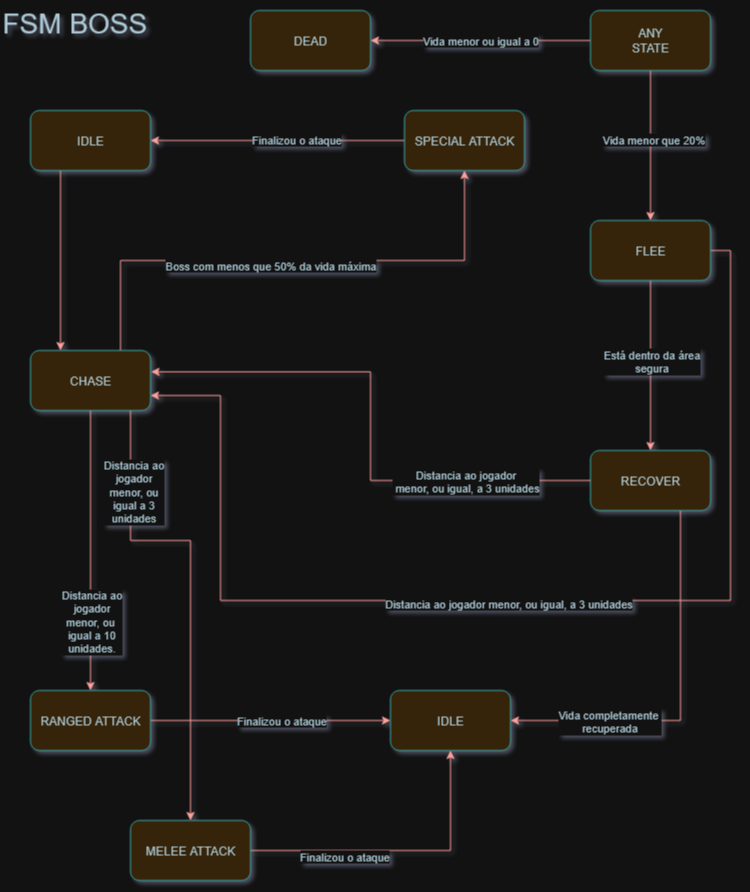 FSM BOSS
DEAD
Vida menor ou igual a 0
ANY
STATE
IDLE
Finalizou o ataque
SPECIAL ATTACK
Vida menor que 20%
FLEE
Boss com menos que 50% da vida máxima
Está dentro da área
segura
CHASE
Distancia ao
jogador
menor, ou
igual a 3
unidades
Distancia ao jogador
menor, ou igual, a 3 unidades
RECOVER
Distancia ao
jogador
menor, ou
igual a 10
unidades.
Distancia ao jogador menor, ou igual, a 3 unidades
RANGED ATTACK
Finalizou o ataque
IDLE
Vida completamente
recuperada
MELEE ATTACK
Finalizou o ataque